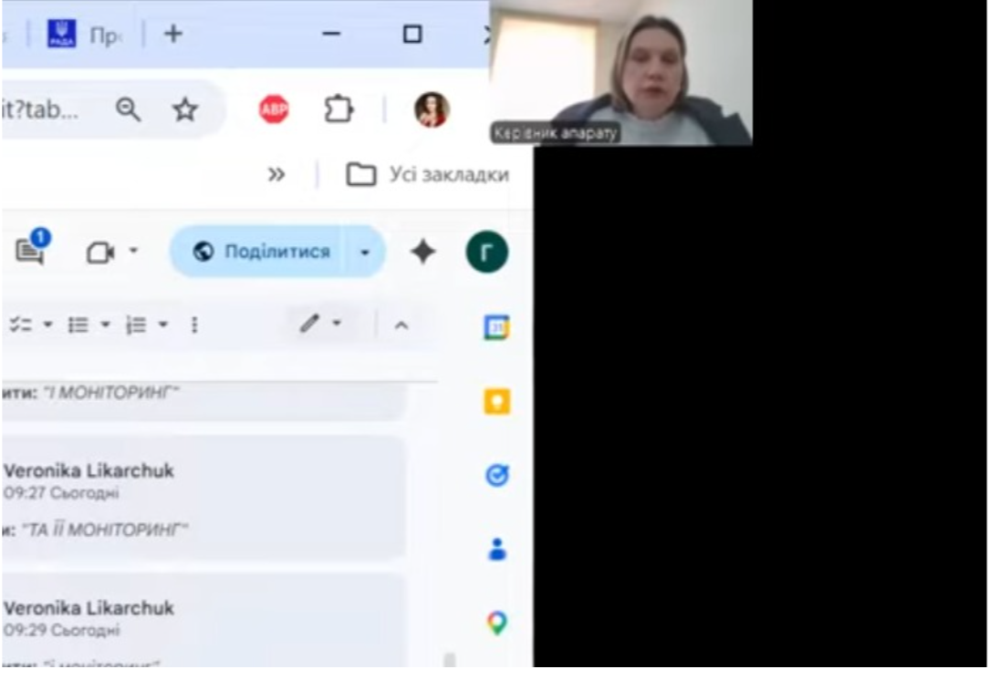 РАДА
Пр
it?tab...
ABP
Керівник апарату
Усі закладки
1
Поділитися
Г
31
ити: "І МОНІТОРИНГ"
Veronika Likarchuk
09:27 Сьогодні
и: "ТА ЇЇ МОНІТОРИНГ"
Veronika Likarchuk
09:29 Сьогодні
ити: "і моніторинг"